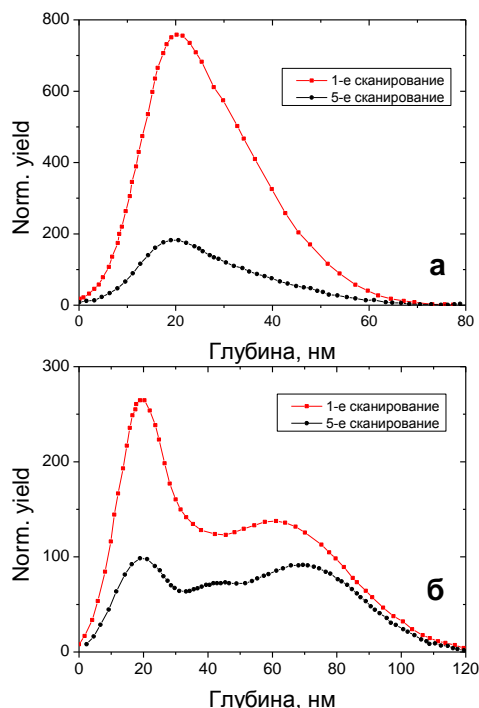 800
600
400
200
0
Norm. yield
1-е сканирование
5-е сканирование
а
0 20 40 60 80
Глубина, нм
300
200
100
0
Norm. yield
1-е сканирование
5-е сканирование
б
0 20 40 60 80 100 120
Глубина, нм